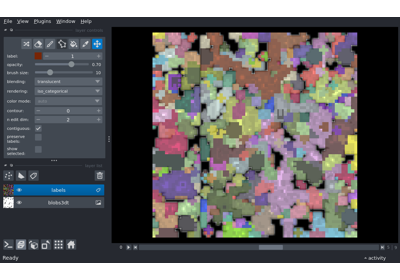 File View Plugins Window Help
label: 1
opacity: 0.70
brush size: 10
blending: translucent
rendering: iso_categorical
color mode:
contour: 0
n edit dim: 2
contiguous:
preserve
labels:
show
selected:
labels
blobs3dt
0
Ready
activity